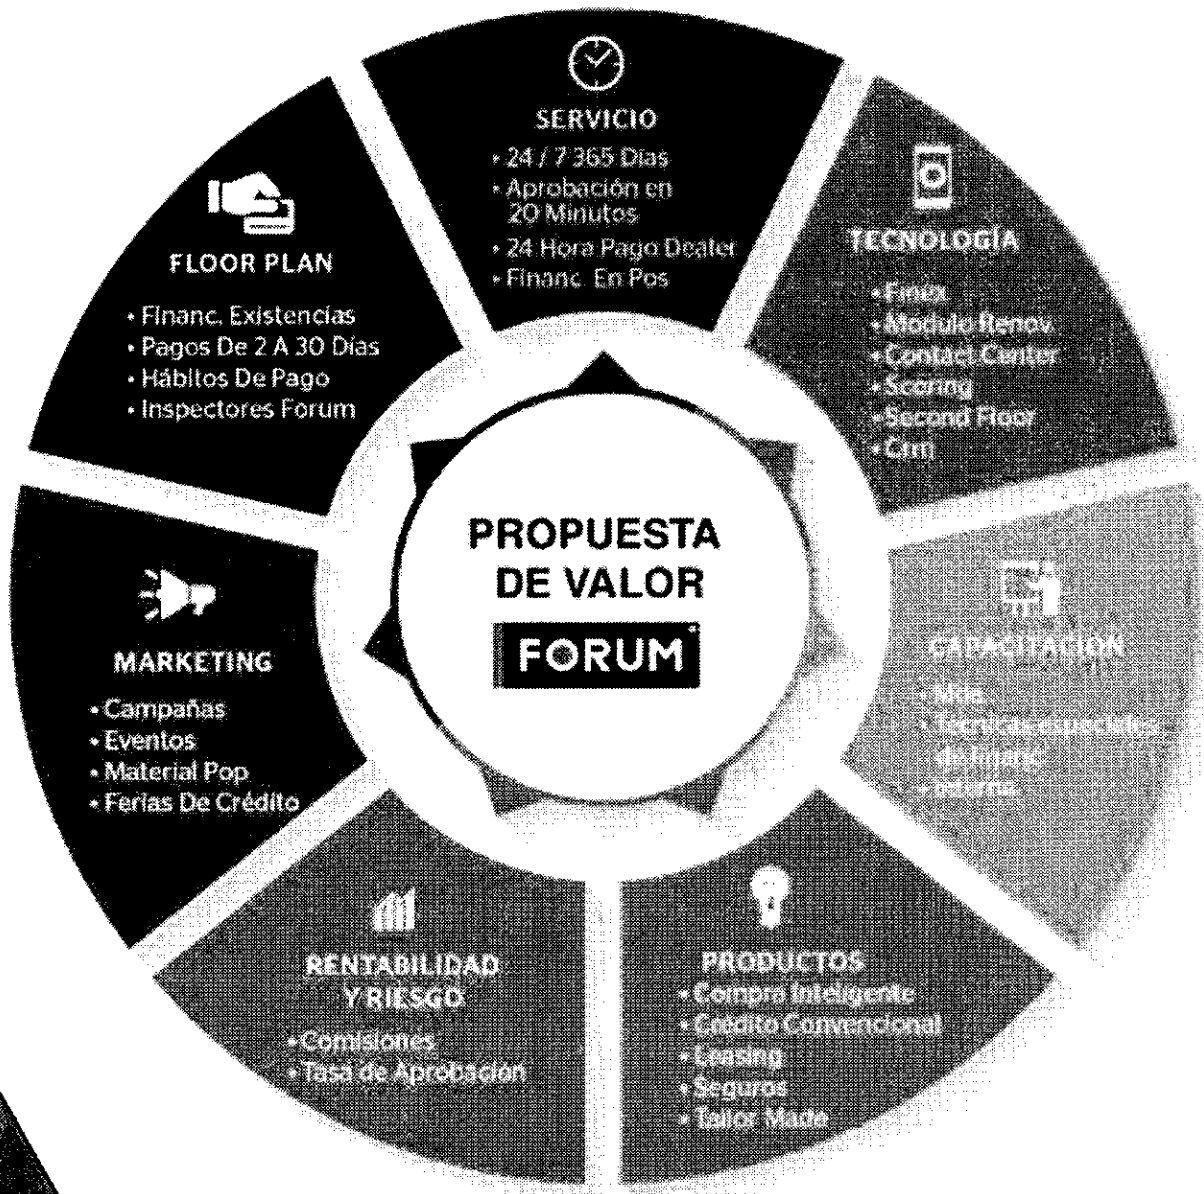 SERVICIO
• 24 / 7 365 Días
• Aprobación en
20 Minutos
• 24 Hora Pago Dealer
• Financ. En Pos
TECNOLOGÍA
• Finex
• Modulo Renov.
• Contact Center
• Scoring
• Second Floor
• Crm
CAPACITACIÓN
de financ
PRODUCTOS
• Compra Inteligente
• Crédito Convencional
• Leasing
• Seguros
• Tailor Made
RENTABILIDAD
Y RIESGO
• Comisiones
• Tasa de Aprobación
MARKETING
• Campañas
• Eventos
• Material Pop
• Ferias De Crédito
FLOOR PLAN
• Financ. Existencias
• Pagos De 2 A 30 Días
• Hábitos De Pago
• Inspectores Forum
PROPUESTA
DE VALOR
FORUM